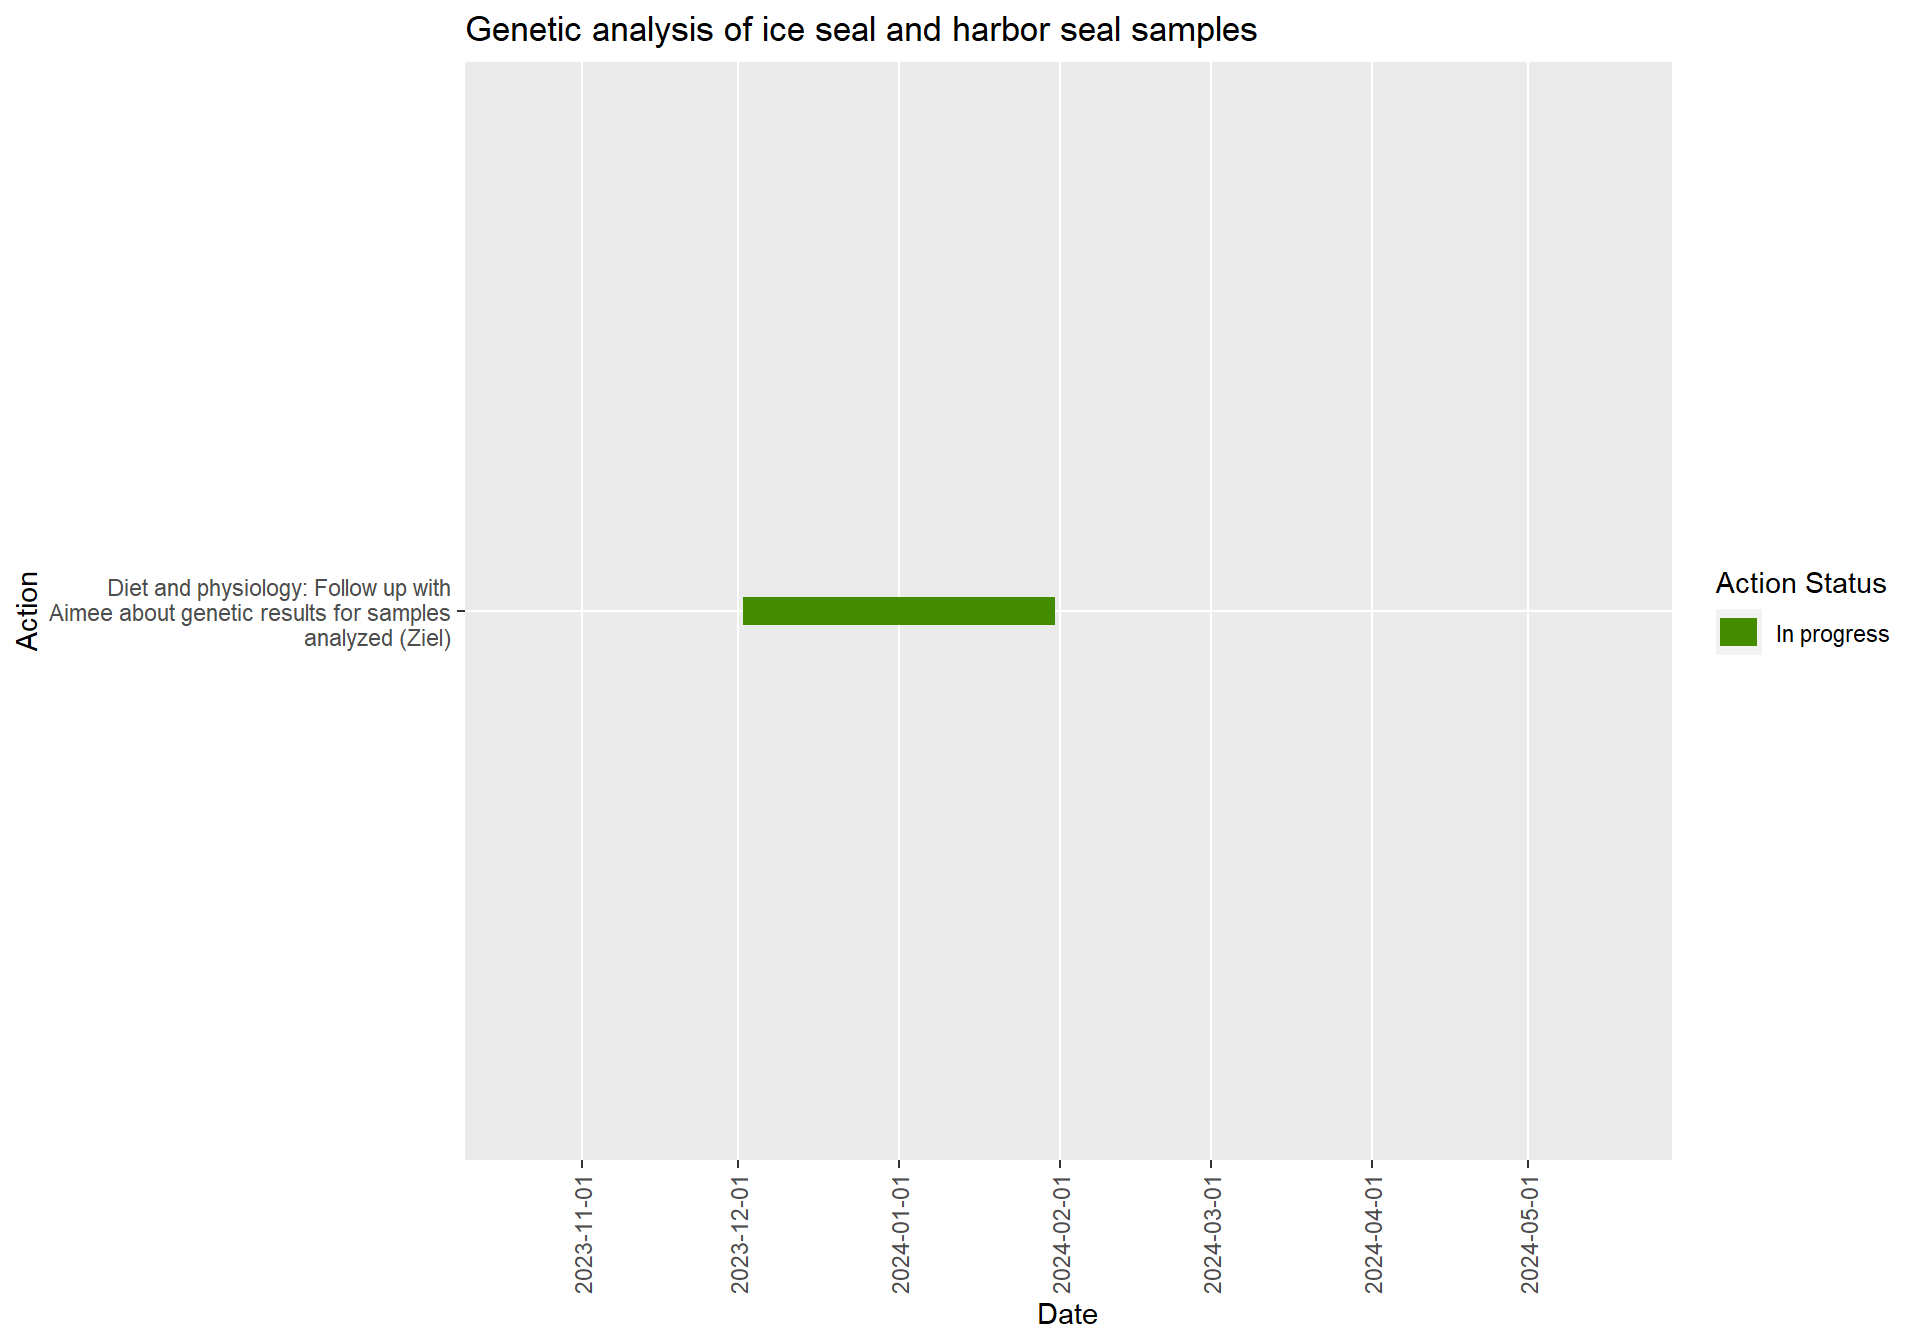 Genetic analysis of ice seal and harbor seal samples
Action
Diet and physiology: Follow up with
Aimee about genetic results for samples
analyzed (Ziel)
Action Status
In progress
2023-11-01
2023-12-01
2024-01-01
2024-02-01
2024-03-01
2024-04-01
2024-05-01
Date